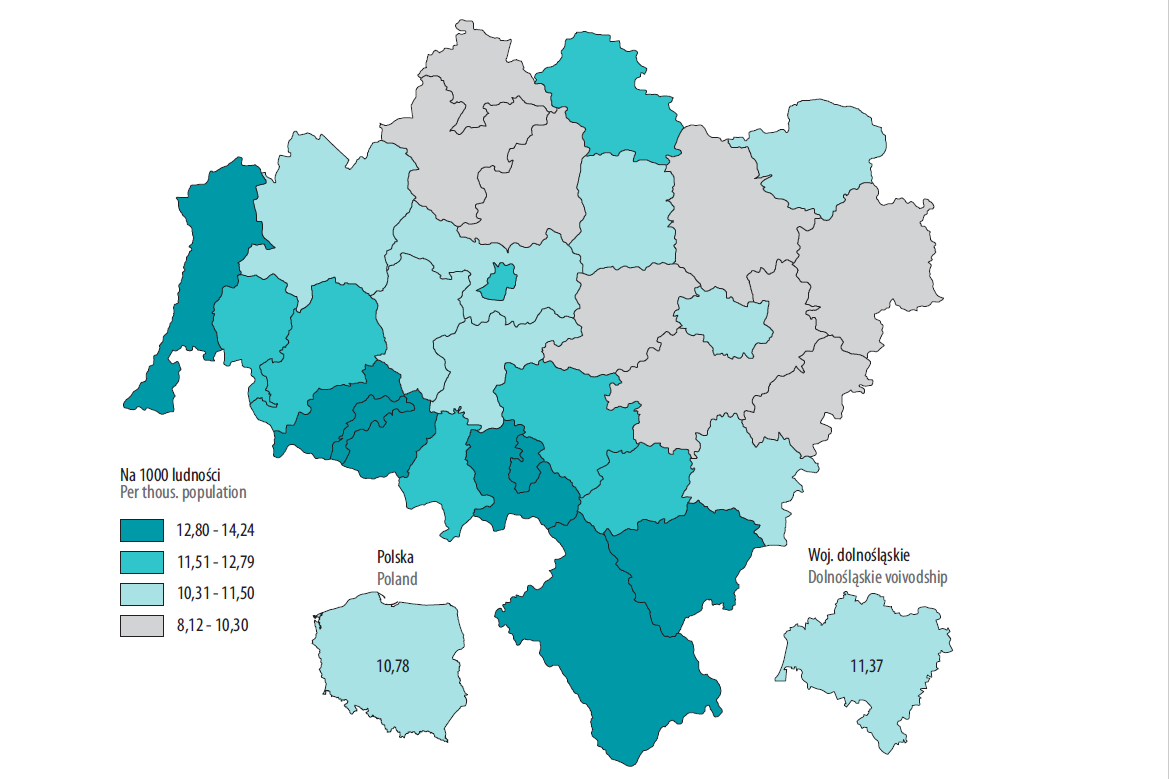 Na 1000 ludności
Per thous. population
12,80 - 14,24
11,51 - 12,79
10,31 - 11,50
8,12 - 10,30
Polska
Poland
10,78
Woj. dolnośląskie
Dolnośląskie voivodship
11,37